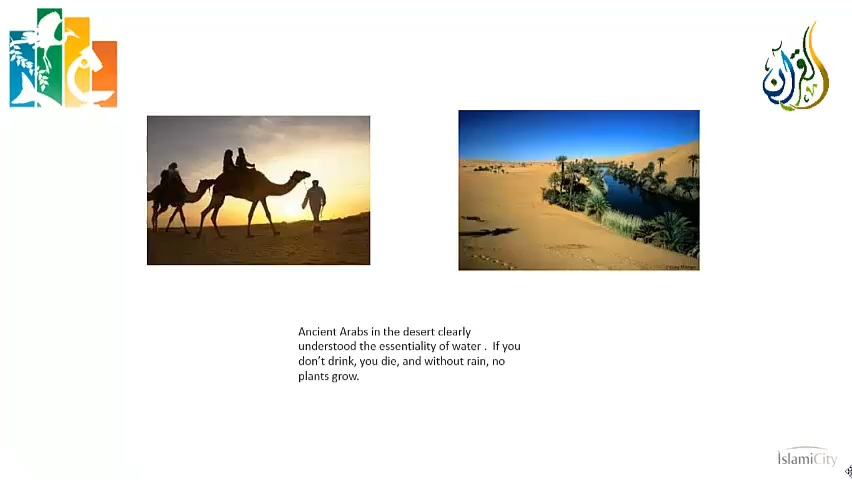 القرآن
Ancient Arabs in the desert clearly
understood the essentiality of water .  If you
don’t drink, you die, and without rain, no
plants grow.
IslamiCity